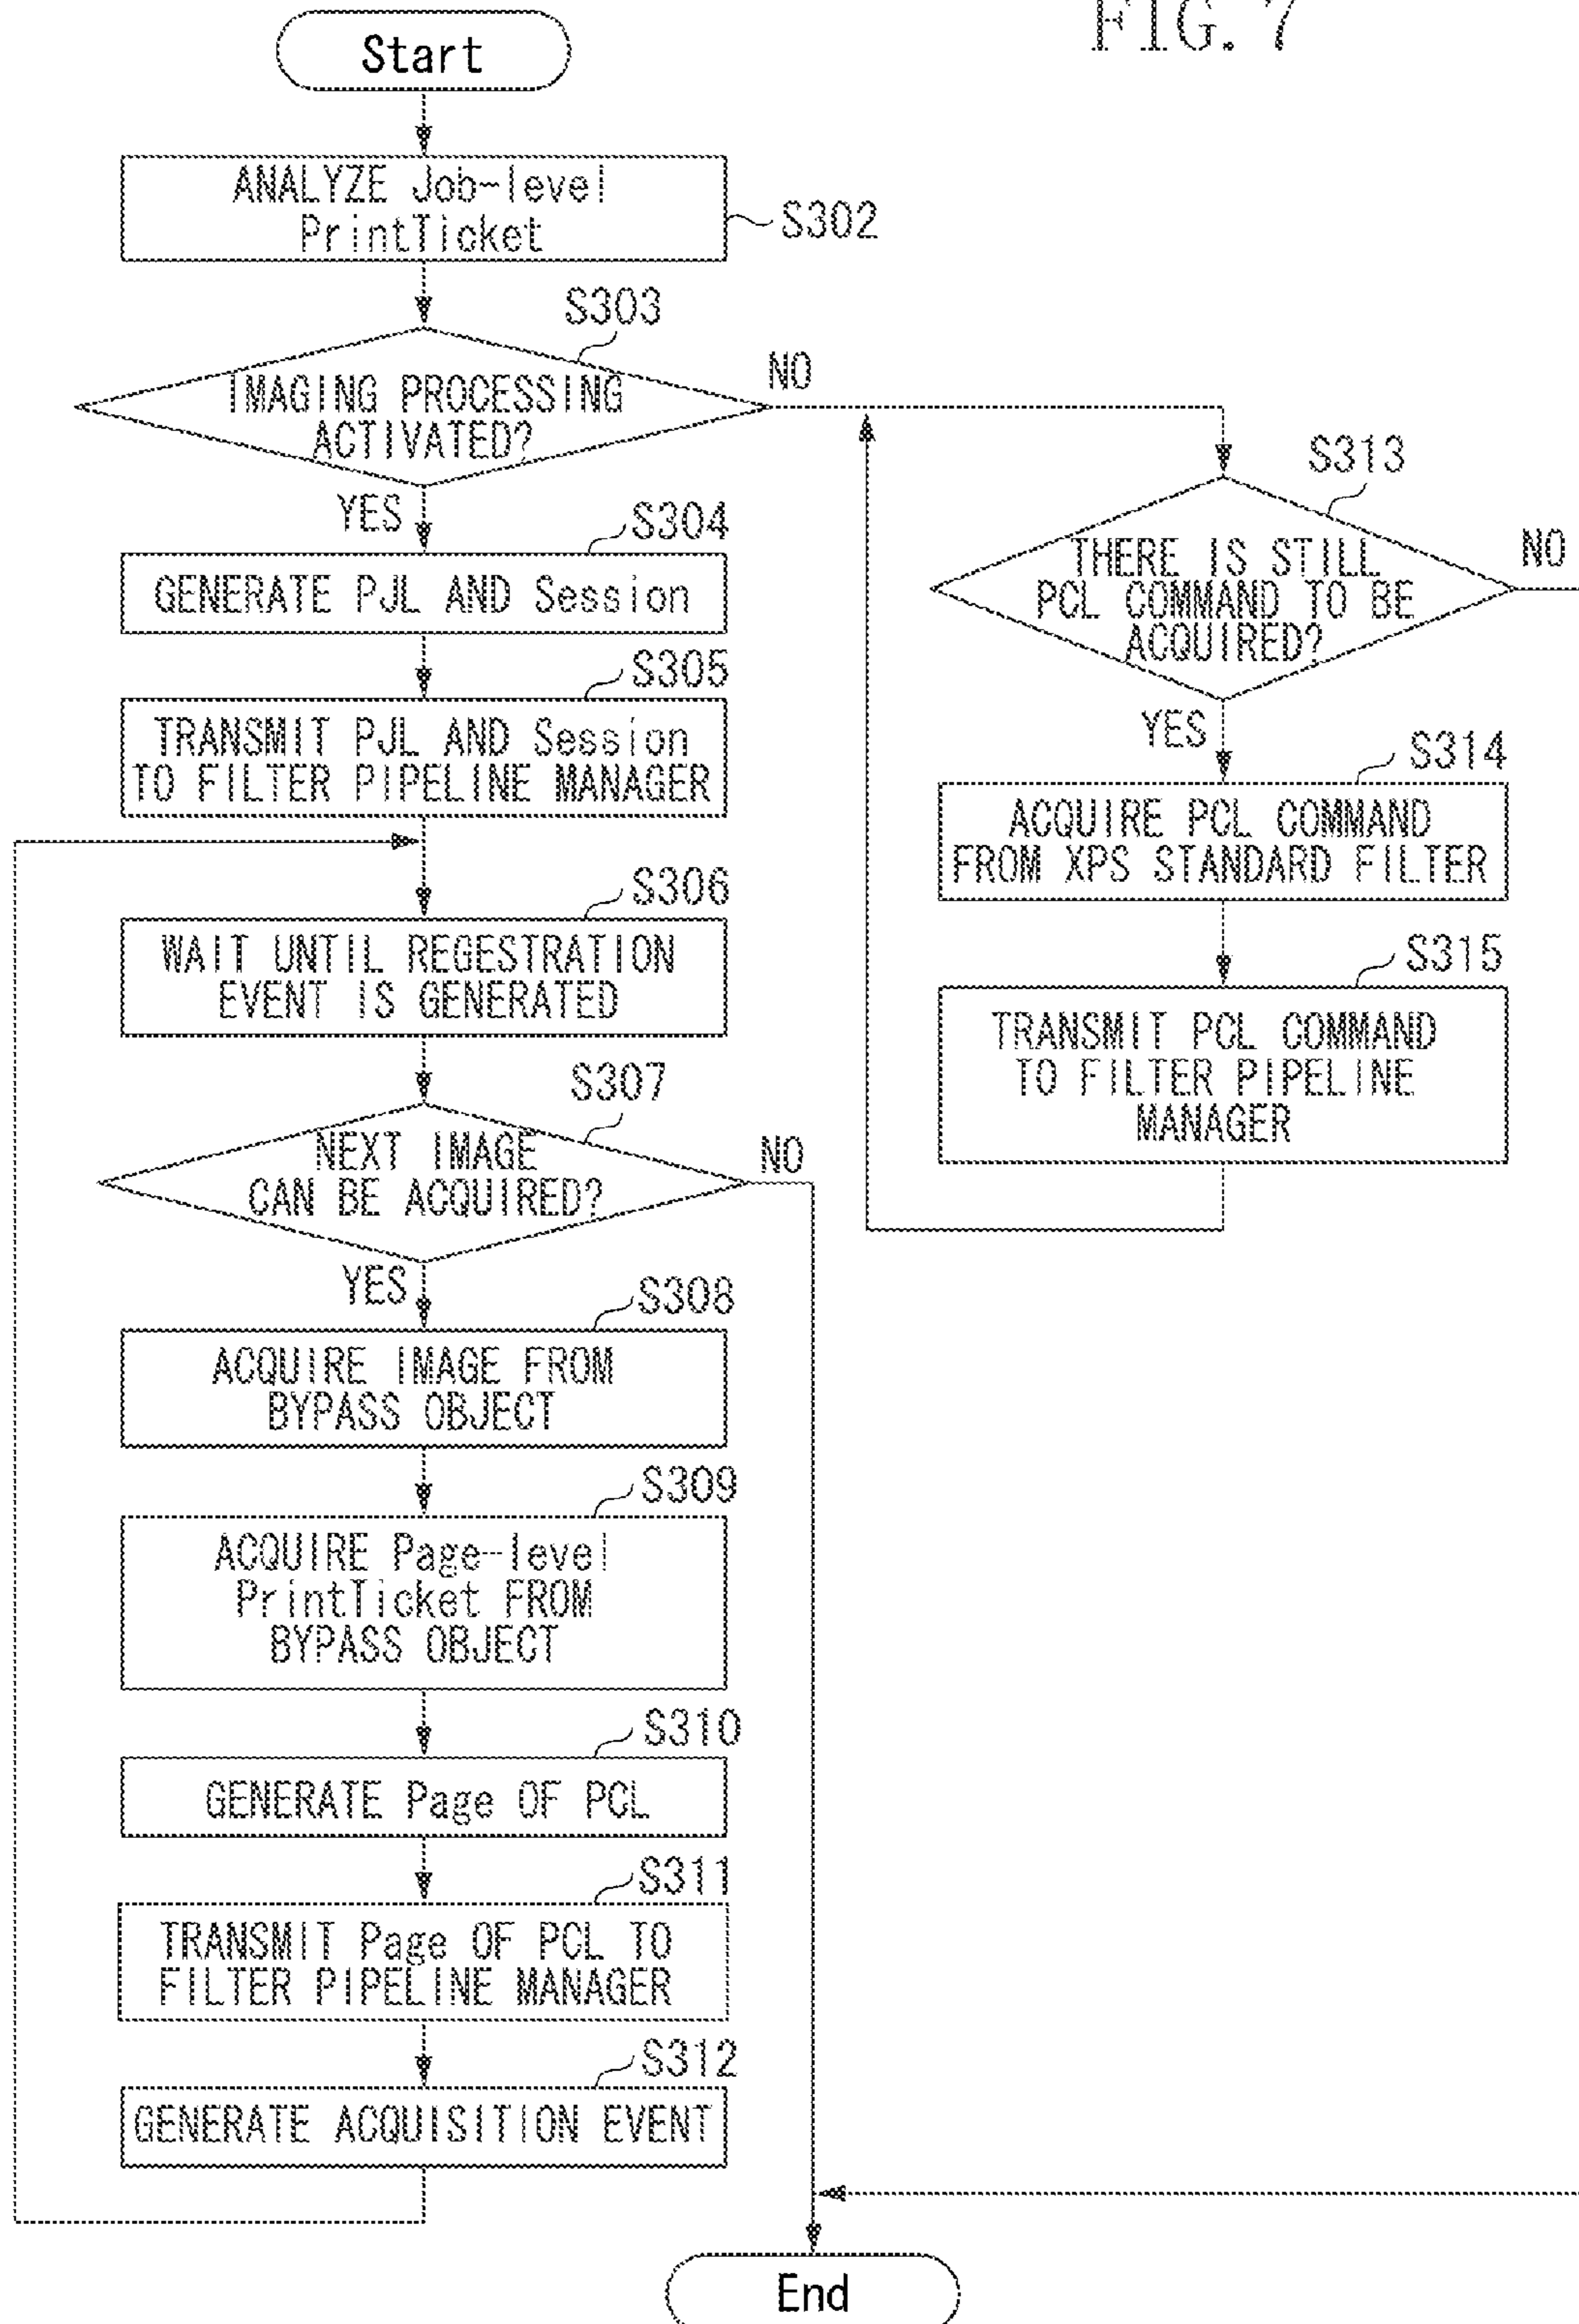 FIG. 7
Start
ANALYZE Job-level
PrintTicket
S302
S303
IMAGING PROCESSING
ACTIVATED?
NO
YES
S304
GENERATE PJL AND Session
S305
TRANSMIT PJL AND Session
TO FILTER PIPELINE MANAGER
S306
WAIT UNTIL REGESTRATION
EVENT IS GENERATED
S307
NEXT IMAGE
CAN BE ACQUIRED?
NO
YES
S308
ACQUIRE IMAGE FROM
BYPASS OBJECT
S309
ACQUIRE Page-level
PrintTicket FROM
BYPASS OBJECT
S310
GENERATE Page OF PCL
S311
TRANSMIT Page OF PCL TO
FILTER PIPELINE MANAGER
S312
GENERATE ACQUISITION EVENT
S313
THERE IS STILL
PCL COMMAND TO BE
ACQUIRED?
NO
YES
S314
ACQUIRE PCL COMMAND
FROM XPS STANDARD FILTER
S315
TRANSMIT PCL COMMAND
TO FILTER PIPELINE
MANAGER
End